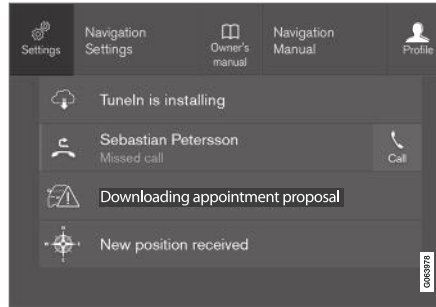 Settings
Navigation
Settings
Owner's
manual
Navigation
Manual
Profile
TuneIn is installing
Sebastian Petersson
Missed call
Call
Downloading appointment proposal
New position received
G063978